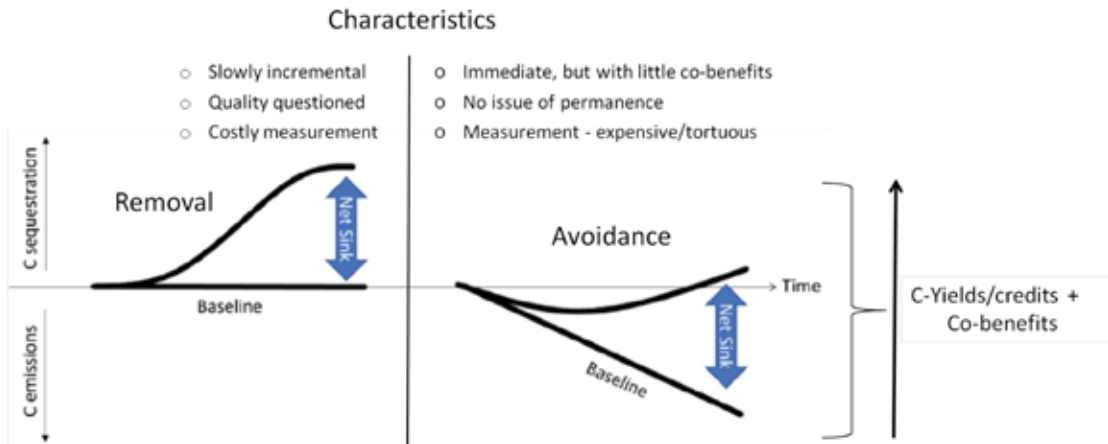 Characteristics
○ Slowly incremental
○ Quality questioned
○ Costly measurement
o Immediate, but with little co-benefits
o No issue of permanence
o Measurement - expensive/tortuous
C sequestration
Removal
Net Sink
Baseline
C emissions
Avoidance
Time
Net Sink
Baseline
C-Yields/credits +
Co-benefits